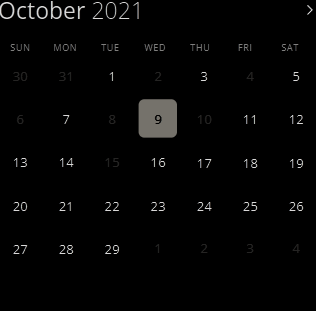 October 2021
SUN MON TUE WED THU FRI SAT
30 31 1 2 3 4 5
6 7 8 9 10 11 12
13 14 15 16 17 18 19
20 21 22 23 24 25 26
27 28 29 1 2 3 4